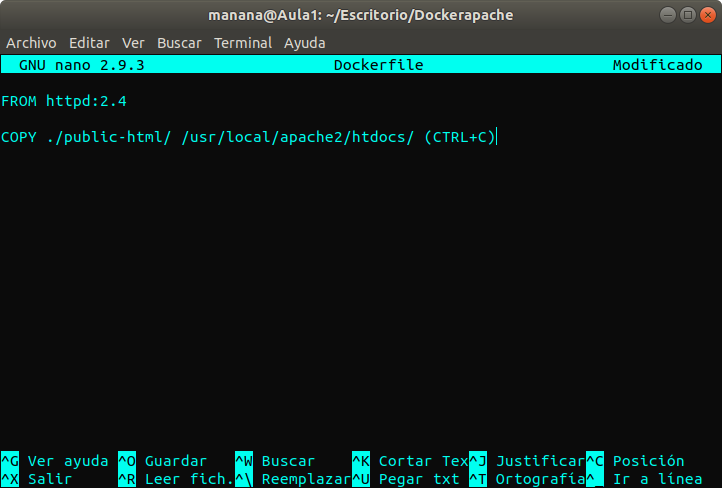 manana@Aula1: ~/Escritorio/Dockerapache
Archivo Editar Ver Buscar Terminal Ayuda
GNU nano 2.9.3 Dockerfile Modificado
FROM httpd:2.4
COPY ./public-html/ /usr/local/apache2/htdocs/ (CTRL+C)
^G Ver ayuda ^O Guardar ^W Buscar ^K Cortar Tex ^J Justificar ^C Posición
^X Salir ^R Leer fich. ^\ Reemplazar ^U Pegar txt ^T Ortografía ^_ Ir a línea